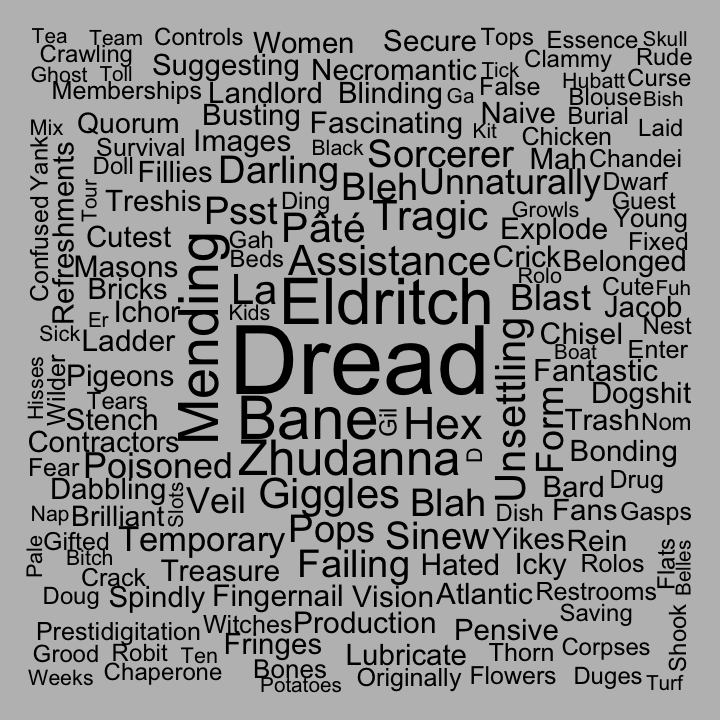 Tea Team Controls Women Secure Tops Essence Skull
Crawling Clammy Rude
Ghost Toll Suggesting Necromantic Tick Hubatt Curse
Memberships Landlord Blinding Ga False Blouse Bish
Busting Naive Burial
Mix Quorum Fascinating Kit Chicken Laid
Survival Images Black Sorcerer Mah Chandei
Yank Doll Fillies Darling Bleh Unnaturally Dwarf
Refreshments Tour Treshis Psst Ding Pâté Tragic Growls Guest
Confused Cutest Gah Explode Young
Fixed
Masons Beds Assistance Crick Belonged
Bricks La Eldritch Rolo Blast Cute Fuh
Er Ichor Kids Jacob
Mending
Sick Ladder Dread Chisel Nest
Boat Enter
Hisses Wilder Pigeons Unsettling Fantastic
Tears Dogshit
Stench Bane Gil Hex Form Trash Nom
Contractors
Fear Poisoned Zhudanna D Bonding
Dabbling Slots Veil Giggles Blah Bard Drug
Nap Brilliant Dish Fans Gasps
Pale Gifted Temporary Pops Sinew Yikes Rein
Bitch
Crack Treasure Failing Hated Icky Rolos Flats Belles
Doug Spindly Fingernail Vision Atlantic Restrooms
Saving
Prestidigitation Witches Production Pensive Shook
Grood Robit Ten Fringes Lubricate Thorn Corpses
Weeks Chaperone Bones Originally Flowers Duges Turf
Potatoes